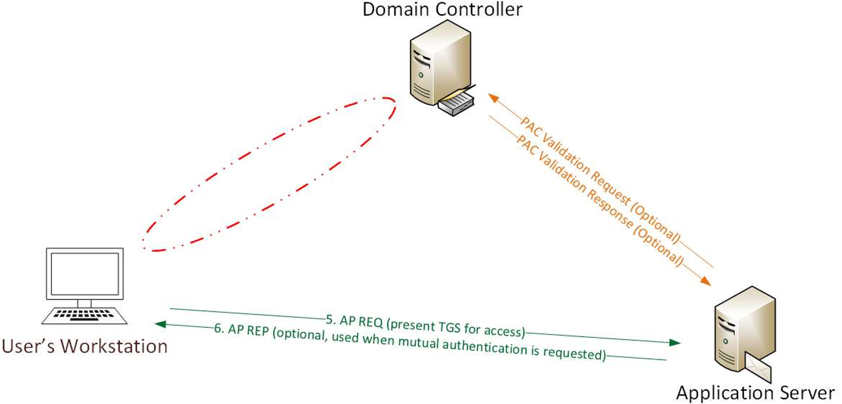 Domain Controller
PAC Validation Request (Optional)
PAC Validation Response (Optional)
5. AP REQ (present TGS for access)
6. AP REP (optional, used when mutual authentication is requested)
User's Workstation
Application Server